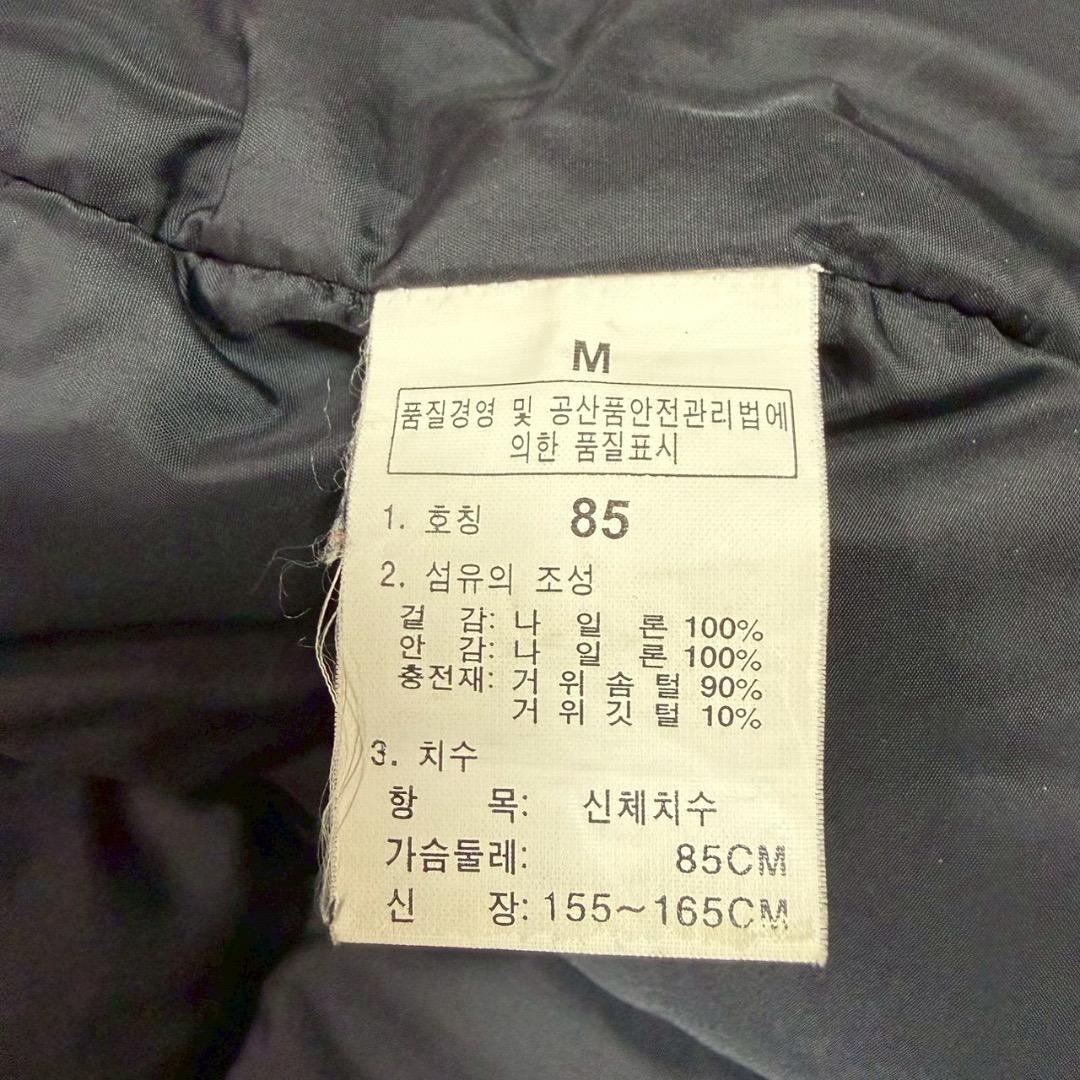 M
품질경영 및 공산품안전관리법에
의한 품질표시
1. 호칭 85
2. 섬유의 조성
겉 감: 나 일 론 100%
안 감: 나 일 론 100%
충전재: 거 위 솜 털 90%
거 위 깃 털 10%
3. 치수
항 목: 신체치수
가슴둘레: 85CM
신 장: 155~165CM